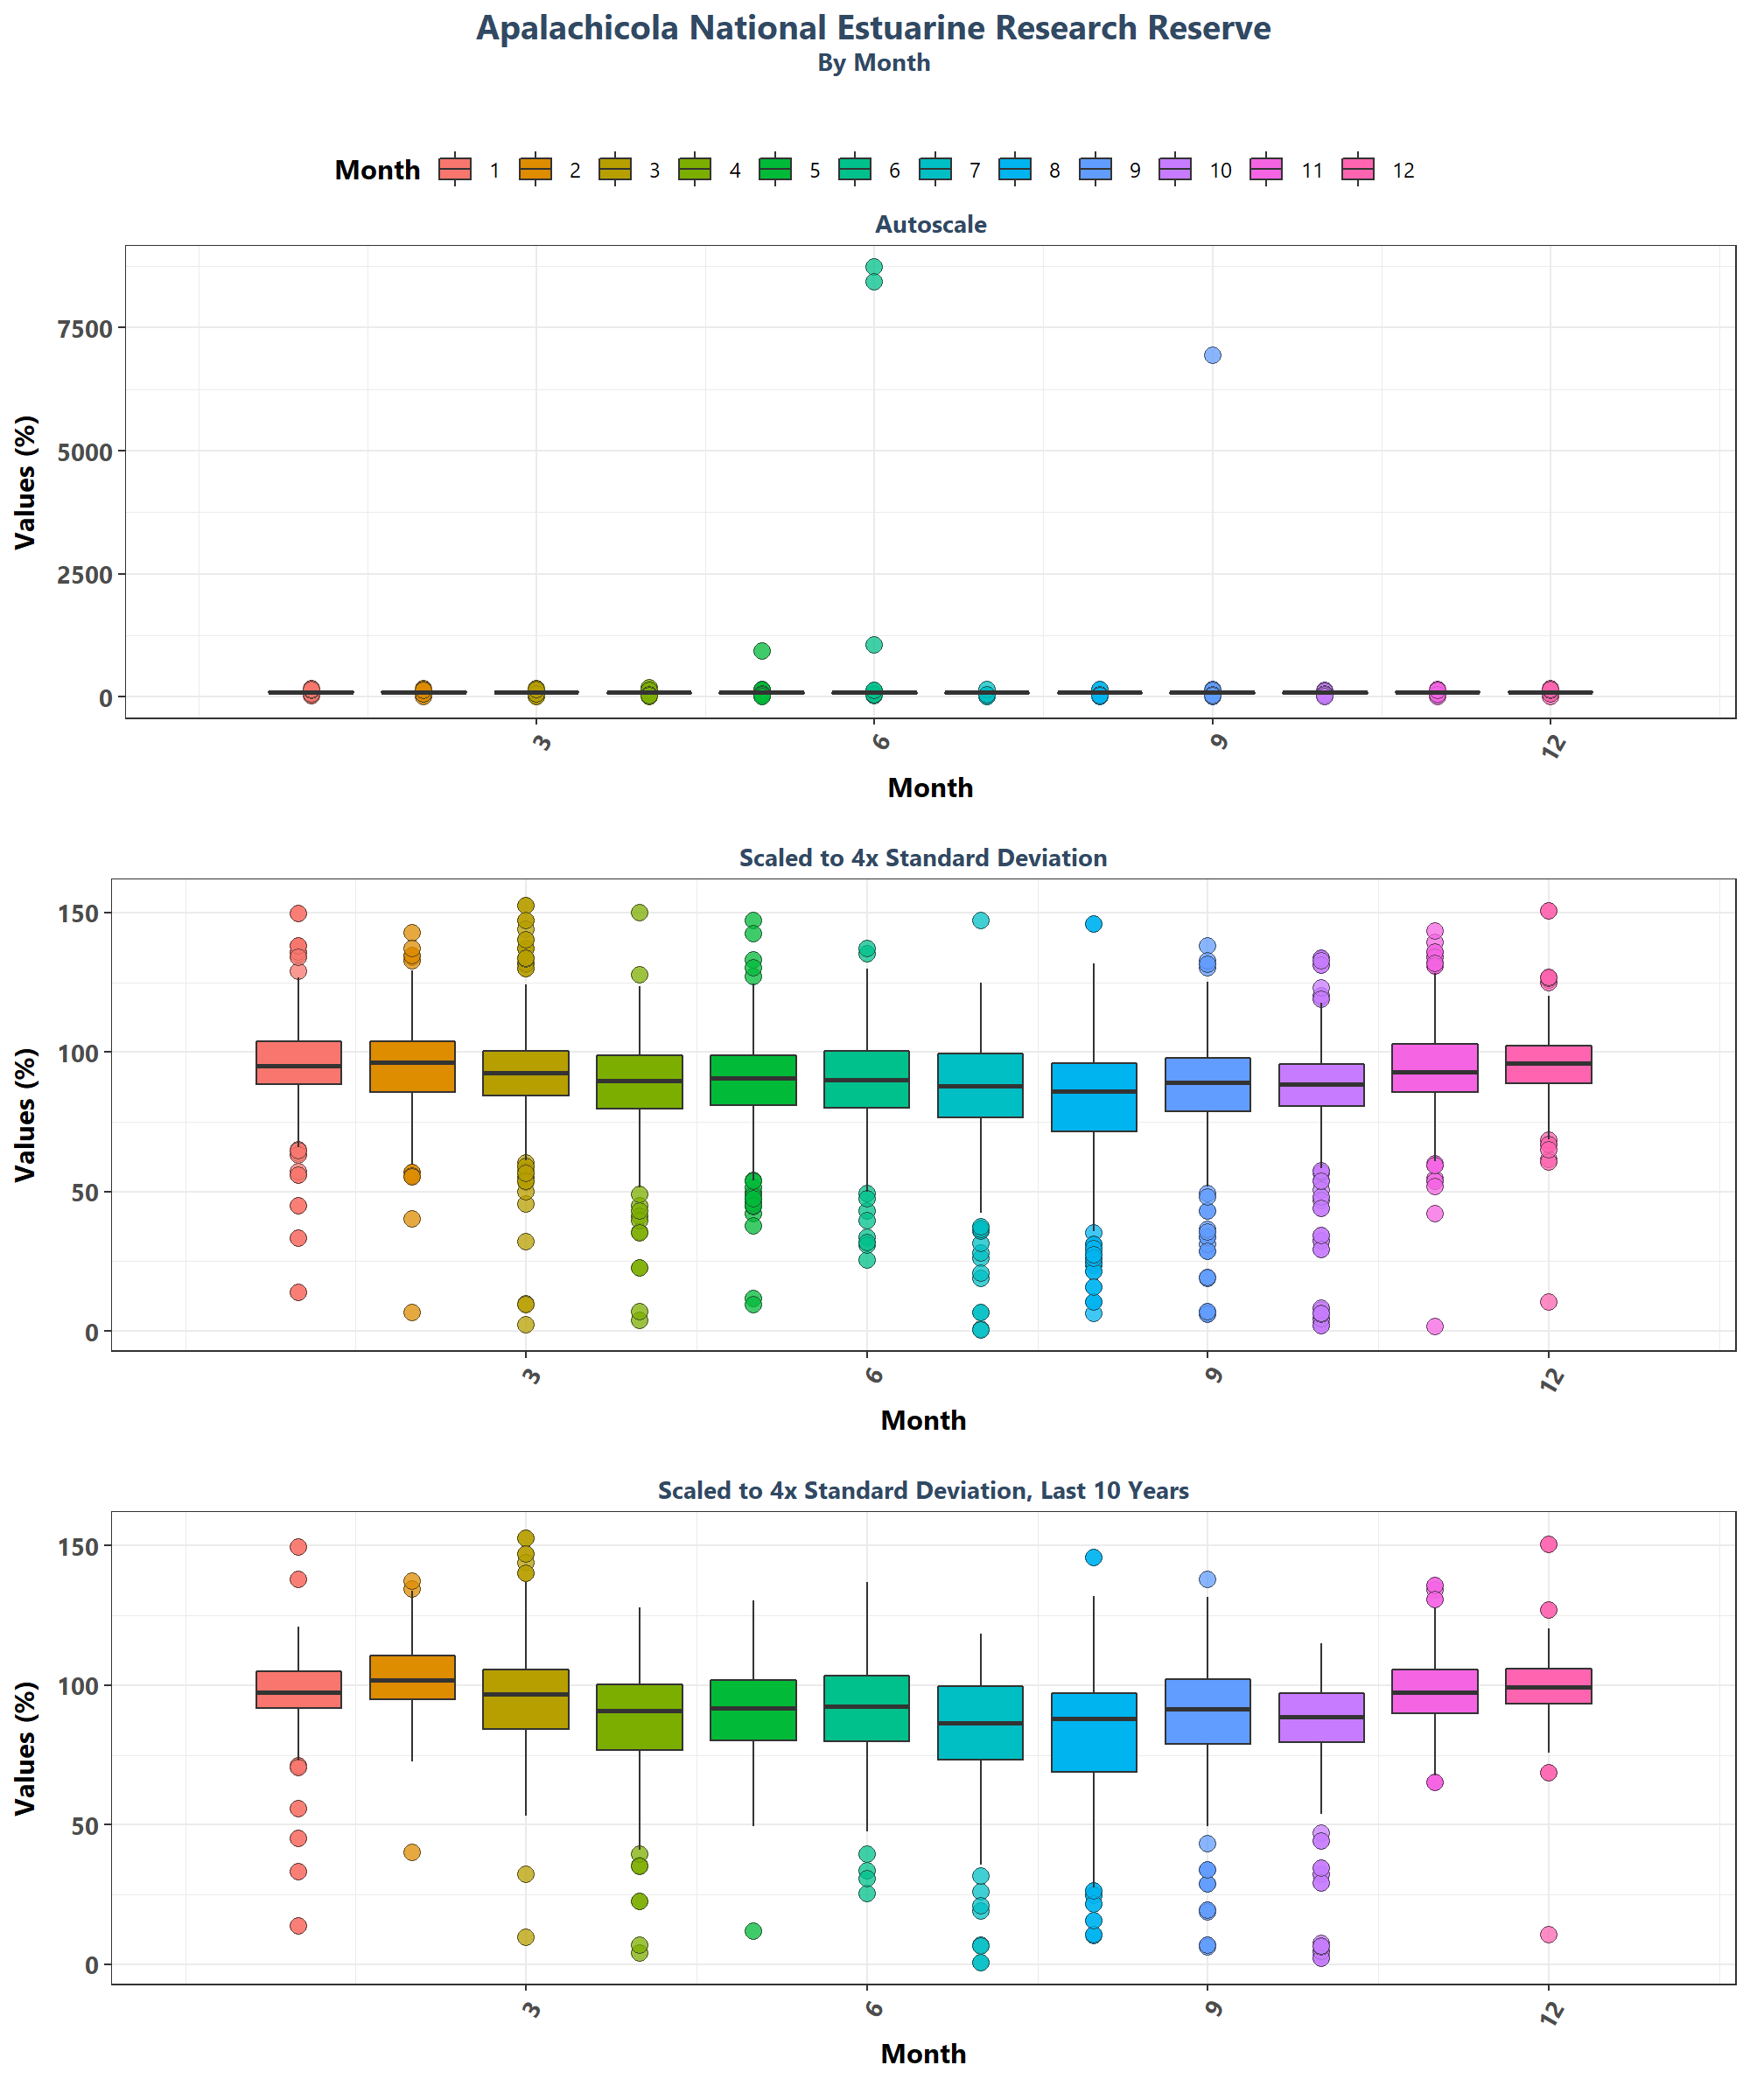 Apalachicola National Estuarine Research Reserve
By Month
Month 1 2 3 4 5 6 7 8 9 10 11 12
Autoscale
Values (%)
7500
5000
2500
0
3 6 9 12
Month
Scaled to 4x Standard Deviation
Values (%)
150
100
50
0
3 6 9 12
Month
Scaled to 4x Standard Deviation, Last 10 Years
Values (%)
150
100
50
0
3 6 9 12
Month